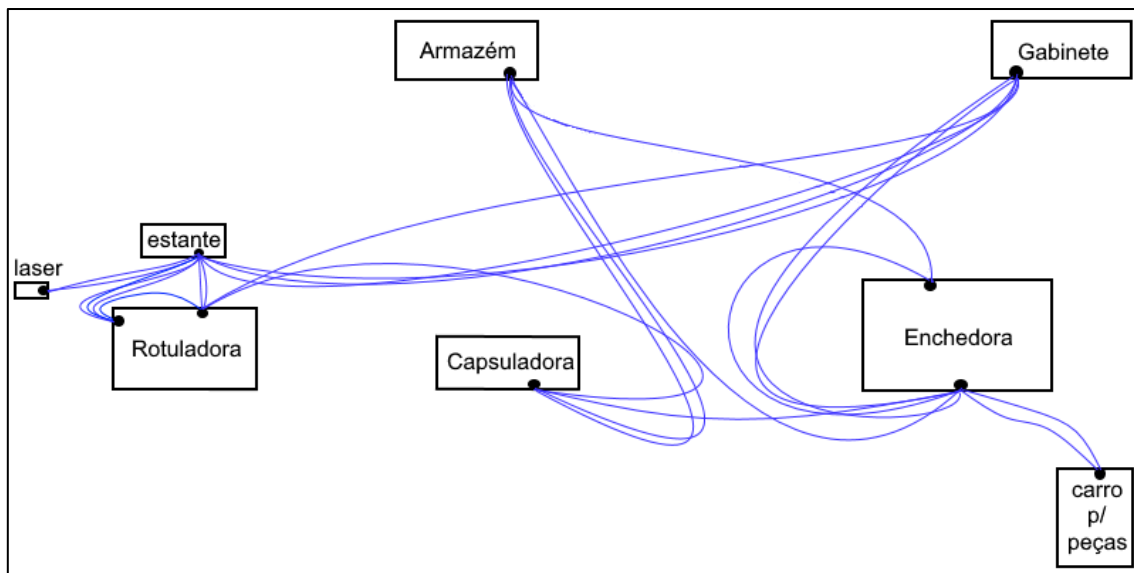 Armazém
Gabinete
estante
laser
Rotuladora
Capsuladora
Enchedora
carro
p/
peças